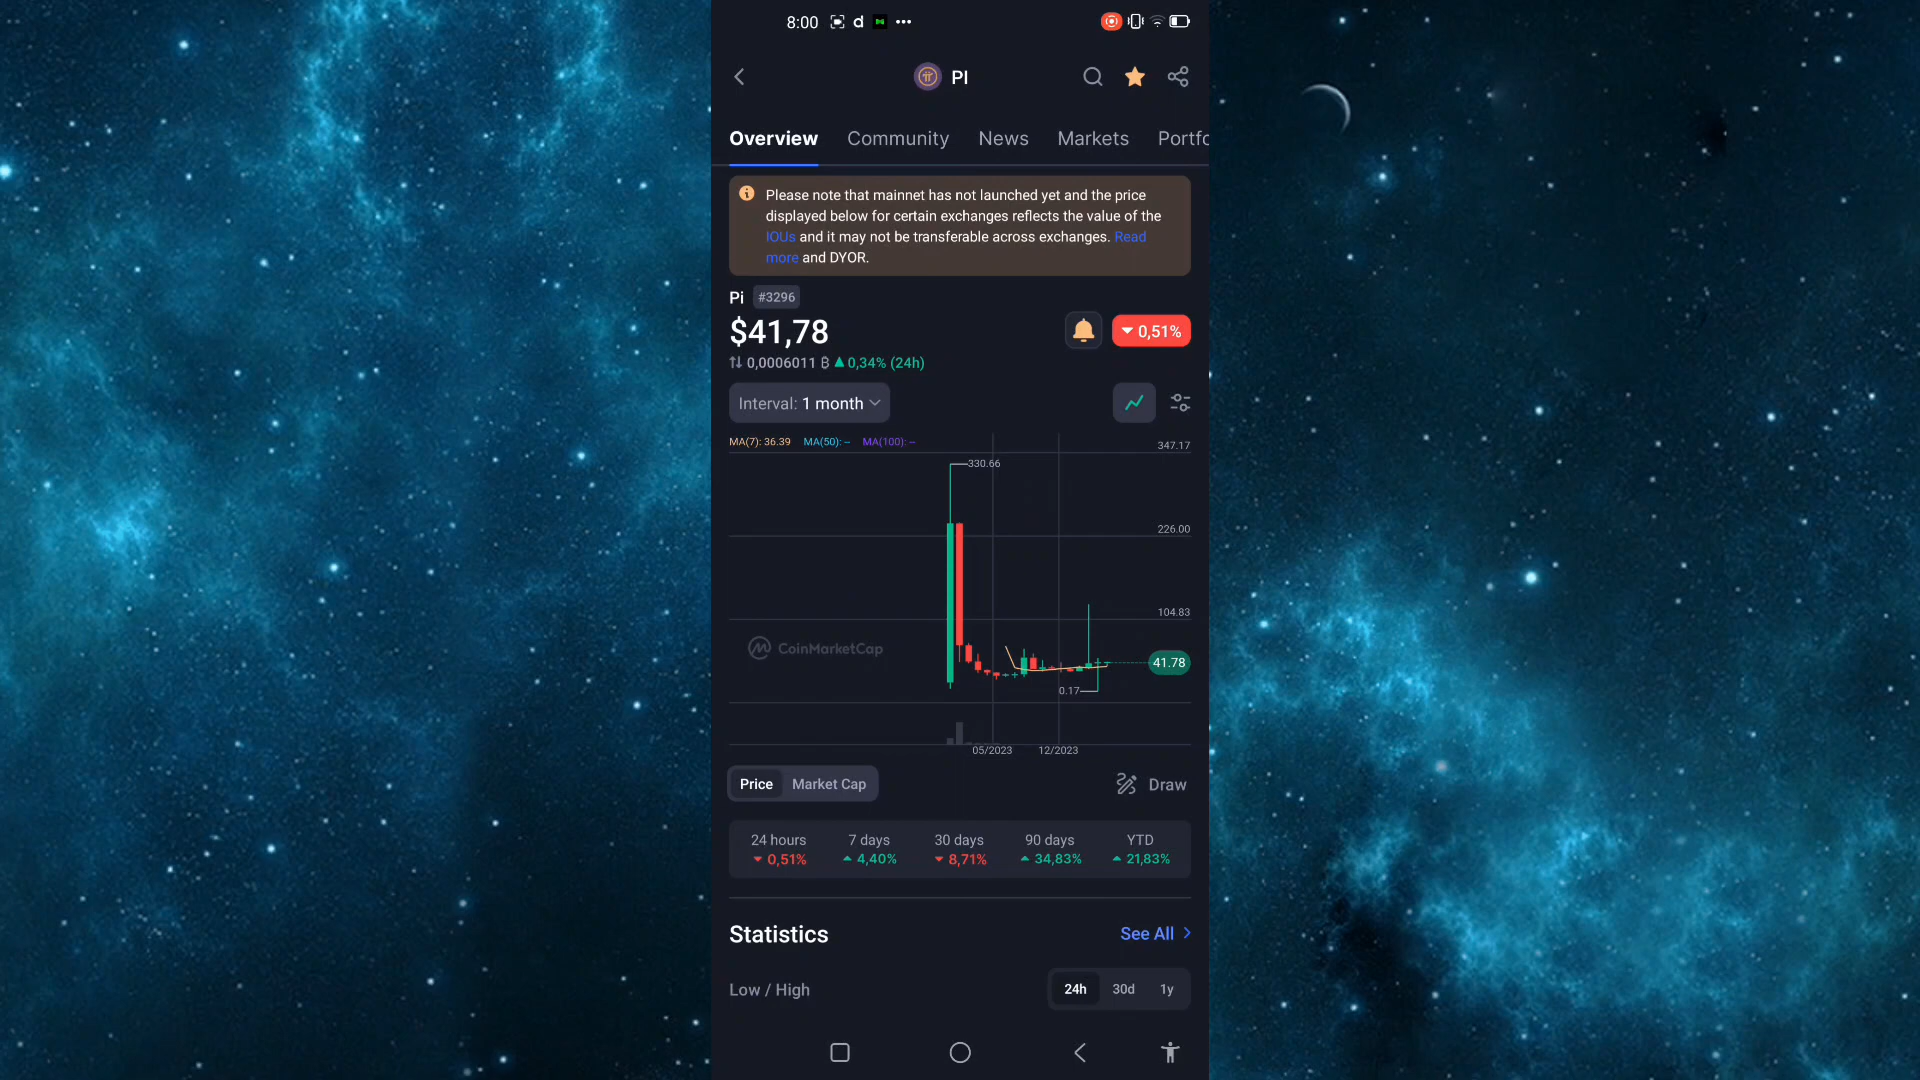 8:00 d
PI
Overview Community News Markets Portfo
Please note that mainnet has not launched yet and the price
displayed below for certain exchanges reflects the value of the
IOUs and it may not be transferable across exchanges. Read
more and DYOR.
Pi #3296
$41,78
0,51%
0,0006011 ₿ 0,34% (24h)
Interval: 1 month
MA(7): 36.39 MA(50): -- MA(100): --
347.17
330.66
226.00
104.83
CoinMarketCap
41.78
0.17
05/2023 12/2023
Price Market Cap Draw
24 hours 7 days 30 days 90 days YTD
0,51% 4,40% 8,71% 34,83% 21,83%
Statistics See All
Low / High 24h 30d 1y